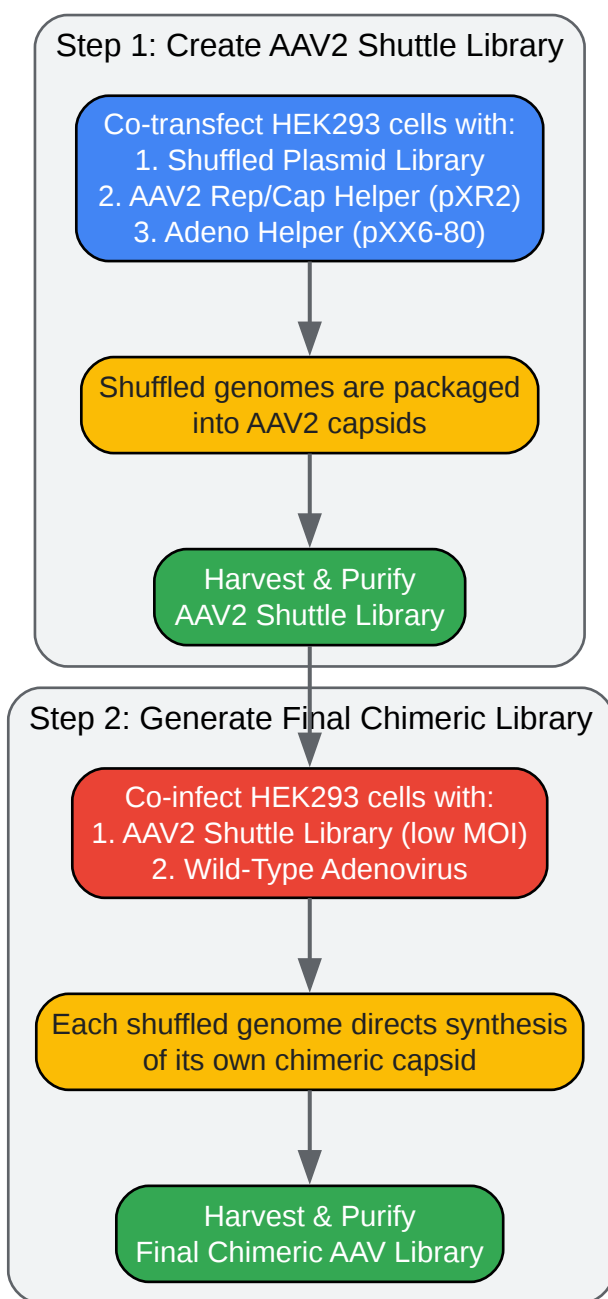 Step 1: Create AAV2 Shuttle Library
Co-transfect HEK293 cells with:
1. Shuffled Plasmid Library
2. AAV2 Rep/Cap Helper (pXR2)
3. Adeno Helper (pXX6-80)
Shuffled genomes are packaged
into AAV2 capsids
Harvest & Purify
AAV2 Shuttle Library
Step 2: Generate Final Chimeric Library
Co-infect HEK293 cells with:
1. AAV2 Shuttle Library (low MOI)
2. Wild-Type Adenovirus
Each shuffled genome directs synthesis
of its own chimeric capsid
Harvest & Purify
Final Chimeric AAV Library